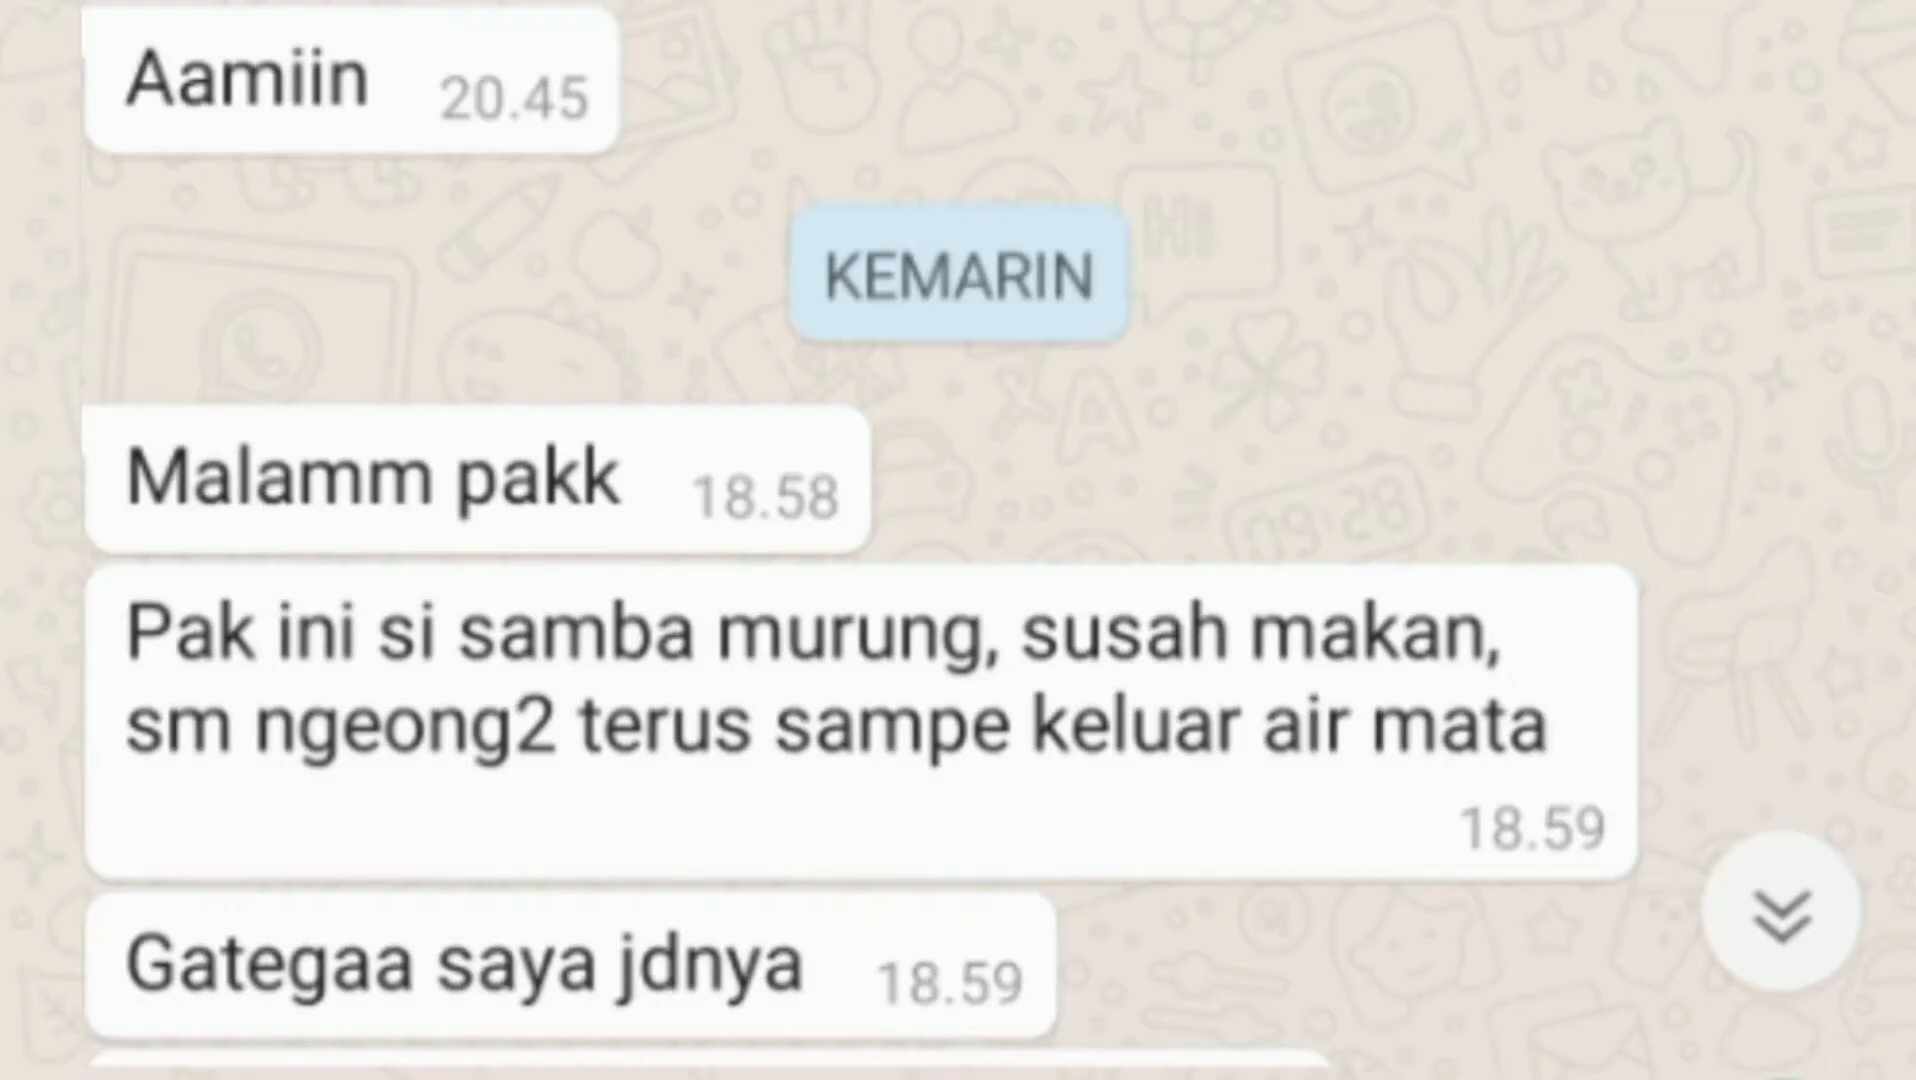 Aamiin 20.45
KEMARIN
Malamm pakk 18.58
Pak ini si samba murung, susah makan,
sm ngeong2 terus sampe keluar air mata
18.59
Gategaa saya jdnya 18.59